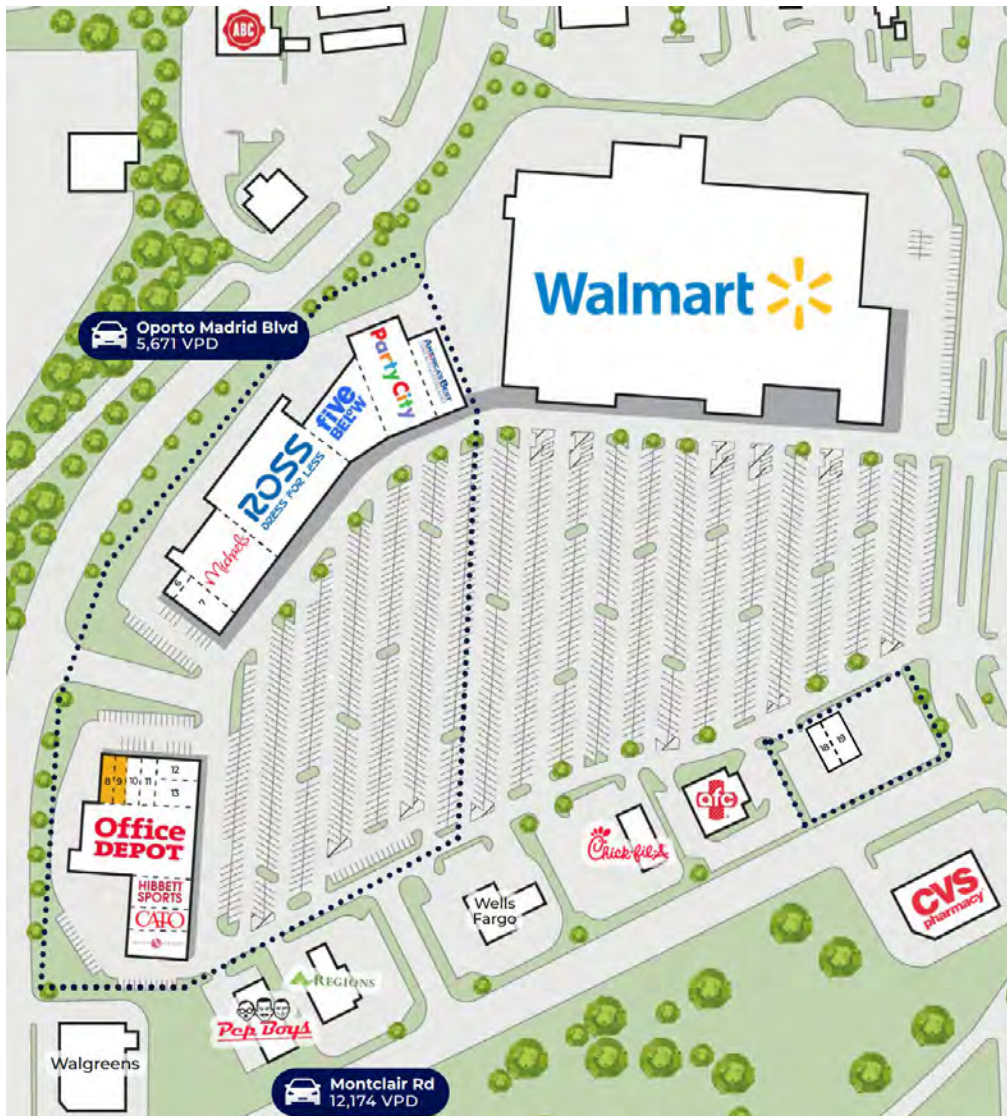 ABC
Walmart
Oporto Madrid Blvd
5,671 VPD
Party City
AMERICA'S BEST
five
BELOW
ROSS
DRESS FOR LESS
Michaels
6
7
8
9
10
11
12
13
Office
DEPOT
HIBBETT
SPORTS
CATO
18
19
afc
Chick-fil-A
CVS
pharmacy
Wells
Fargo
REGIONS
Pep Boys
Walgreens
Montclair Rd
12,174 VPD